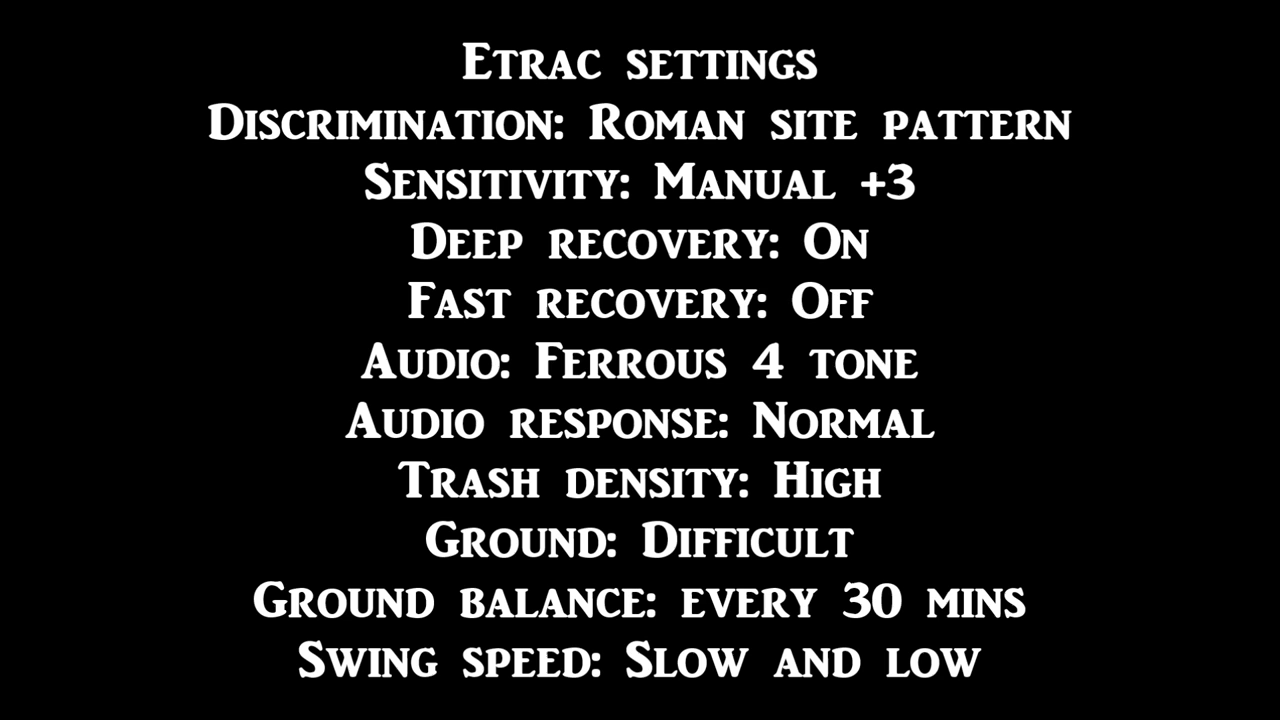 Etrac settings
Discrimination: Roman site pattern
Sensitivity: Manual +3
Deep recovery: On
Fast recovery: Off
Audio: Ferrous 4 tone
Audio response: Normal
Trash density: High
Ground: Difficult
Ground balance: every 30 mins
Swing speed: Slow and low